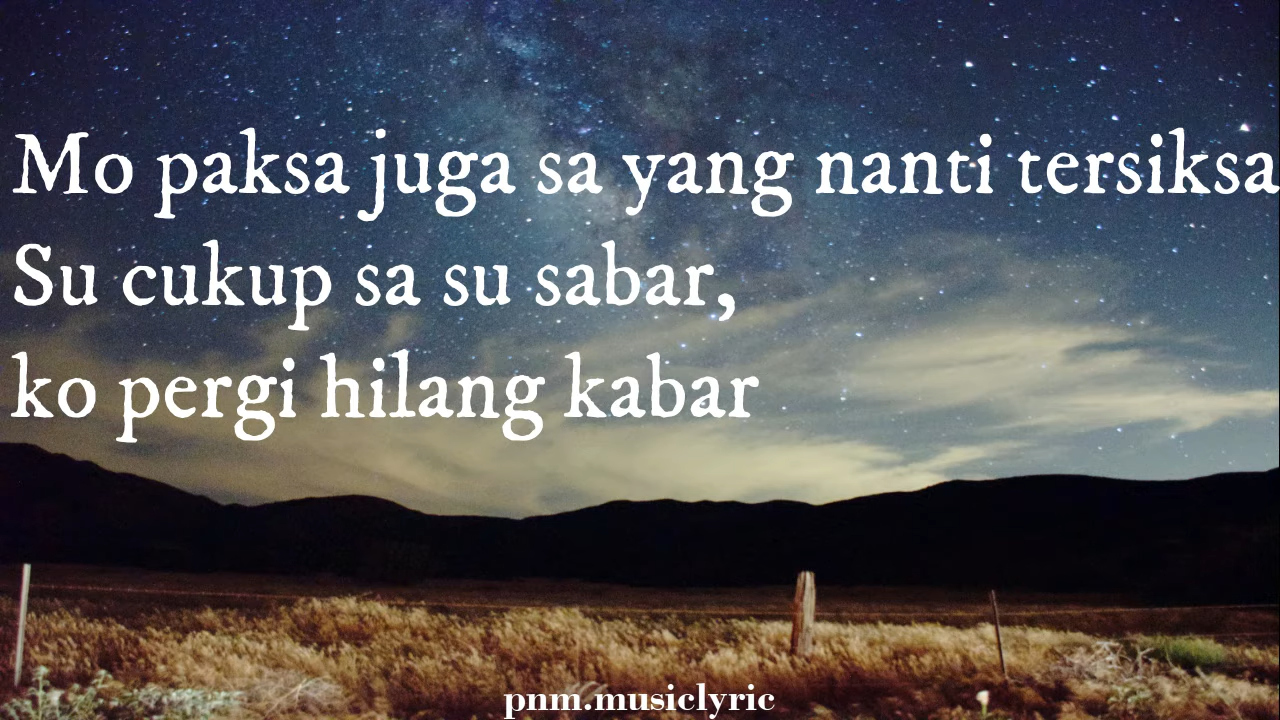 Mo paksa juga sa yang nanti tersiksa
Su cukup sa su sabar,
ko pergi hilang kabar
pnm.musiclyric